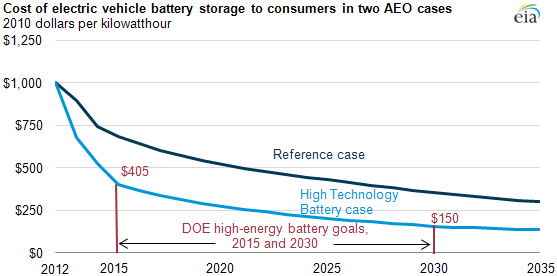 Cost of electric vehicle battery storage to consumers in two AEO cases
2010 dollars per kilowatthour
eia
$1,250
$1,000
$750
$500
$250
$0
Reference case
$405
High Technology
Battery case
$150
DOE high-energy battery goals,
2015 and 2030
2012 2015 2020 2025 2030 2035